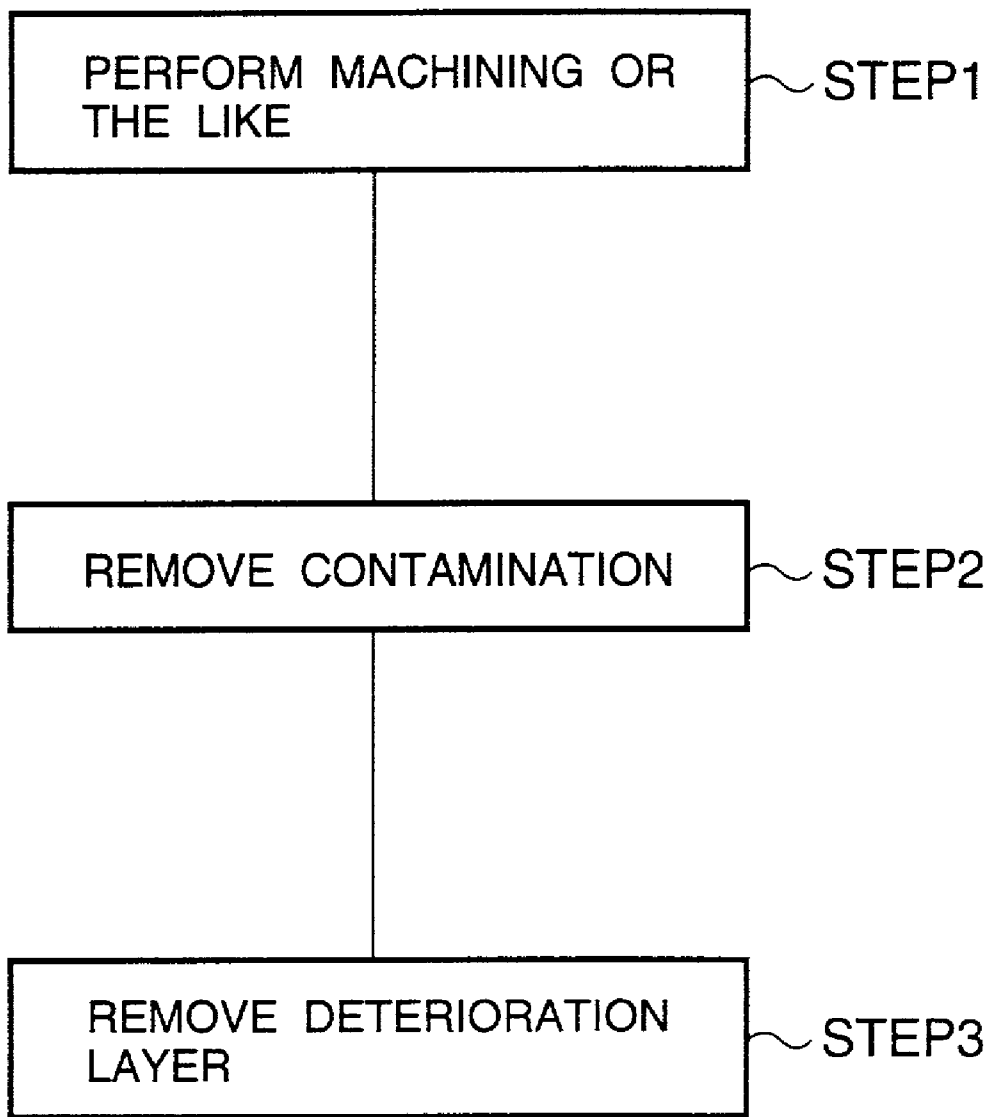 PERFORM MACHINING OR
THE LIKE
STEP1
REMOVE CONTAMINATION
STEP2
REMOVE DETERIORATION
LAYER
STEP3